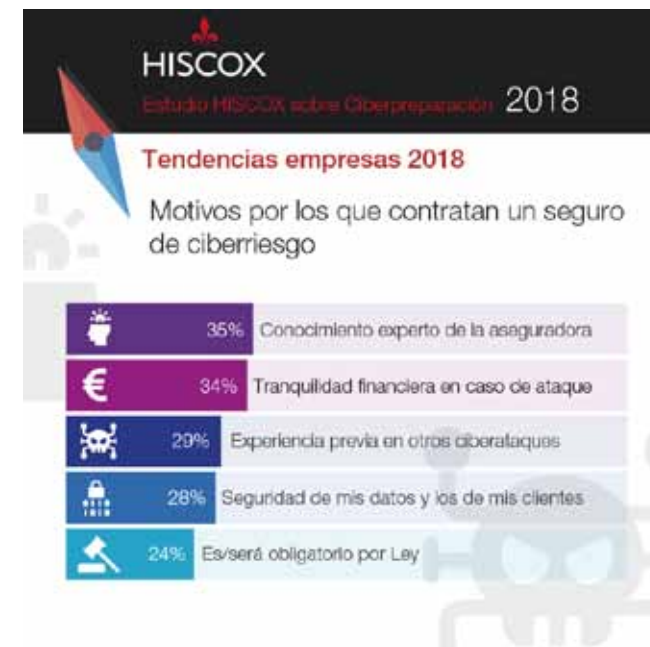 HISCOX
Estudio HISCOX sobre Ciberpreparación 2018
Tendencias empresas 2018
Motivos por los que contratan un seguro
de ciberriesgo
35% Conocimiento experto de la aseguradora
€ 34% Tranquilidad financiera en caso de ataque
29% Experiencia previa en otros ciberataques
28% Seguridad de mis datos y los de mis clientes
24% Es/será obligatorio por Ley